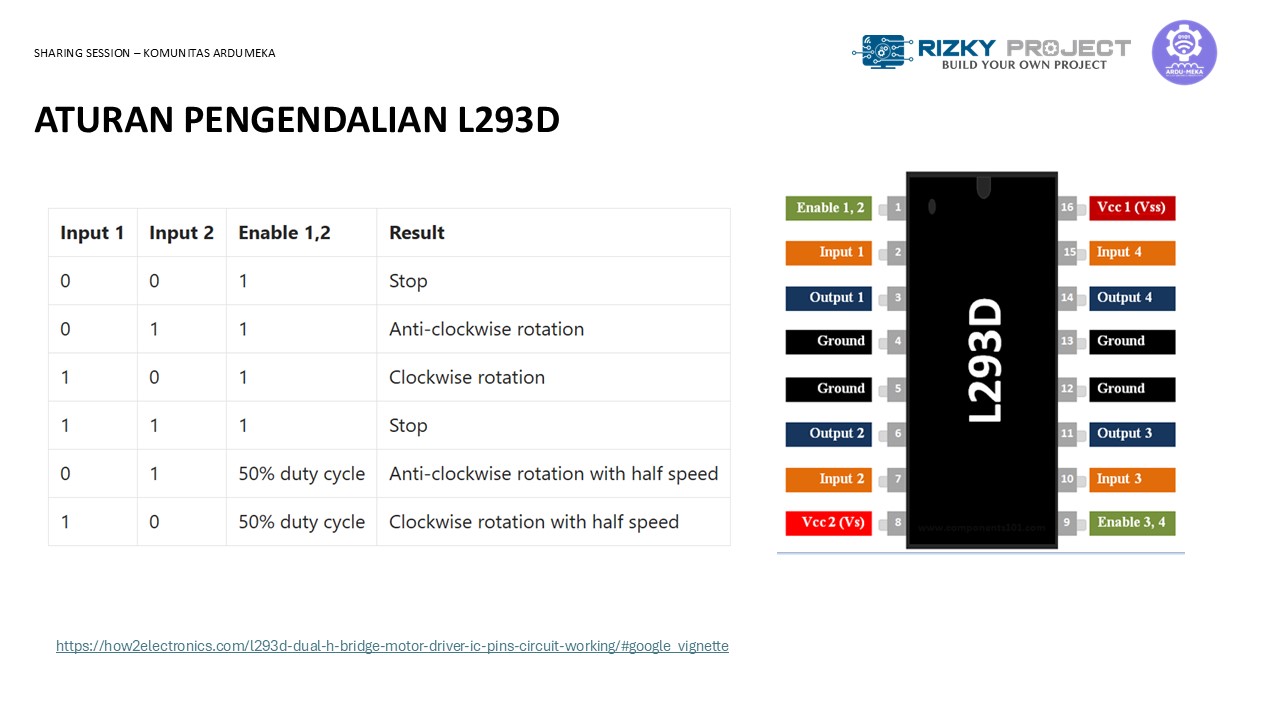 SHARING SESSION – KOMUNITAS ARDUMEKA
RIZKY PROJECT
BUILD YOUR OWN PROJECT
0101
ARDU-MEKA
ATURAN PENGENDALIAN L293D
Input 1 Input 2 Enable 1,2 Result
0 0 1 Stop
0 1 1 Anti-clockwise rotation
1 0 1 Clockwise rotation
1 1 1 Stop
0 1 50% duty cycle Anti-clockwise rotation with half speed
1 0 50% duty cycle Clockwise rotation with half speed
Enable 1, 2 1 16 Vcc 1 (Vss)
Input 1 2 15 Input 4
Output 1 3 14 Output 4
Ground 4 13 Ground
Ground 5 12 Ground
Output 2 6 11 Output 3
Input 2 7 10 Input 3
Vcc 2 (Vs) 8 9 Enable 3, 4
L293D
www.components101.com
https://how2electronics.com/l293d-dual-h-bridge-motor-driver-ic-pins-circuit-working/#google_vignette